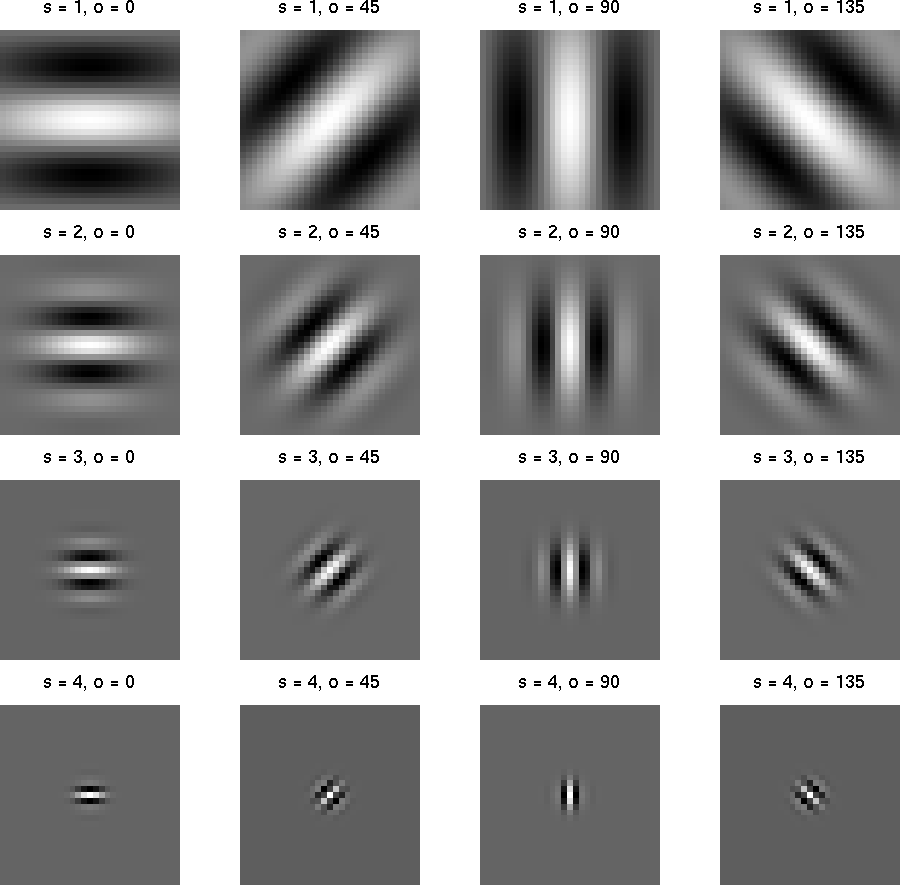 s = 1, o = 0
s = 1, o = 45
s = 1, o = 90
s = 1, o = 135
s = 2, o = 0
s = 2, o = 45
s = 2, o = 90
s = 2, o = 135
s = 3, o = 0
s = 3, o = 45
s = 3, o = 90
s = 3, o = 135
s = 4, o = 0
s = 4, o = 45
s = 4, o = 90
s = 4, o = 135